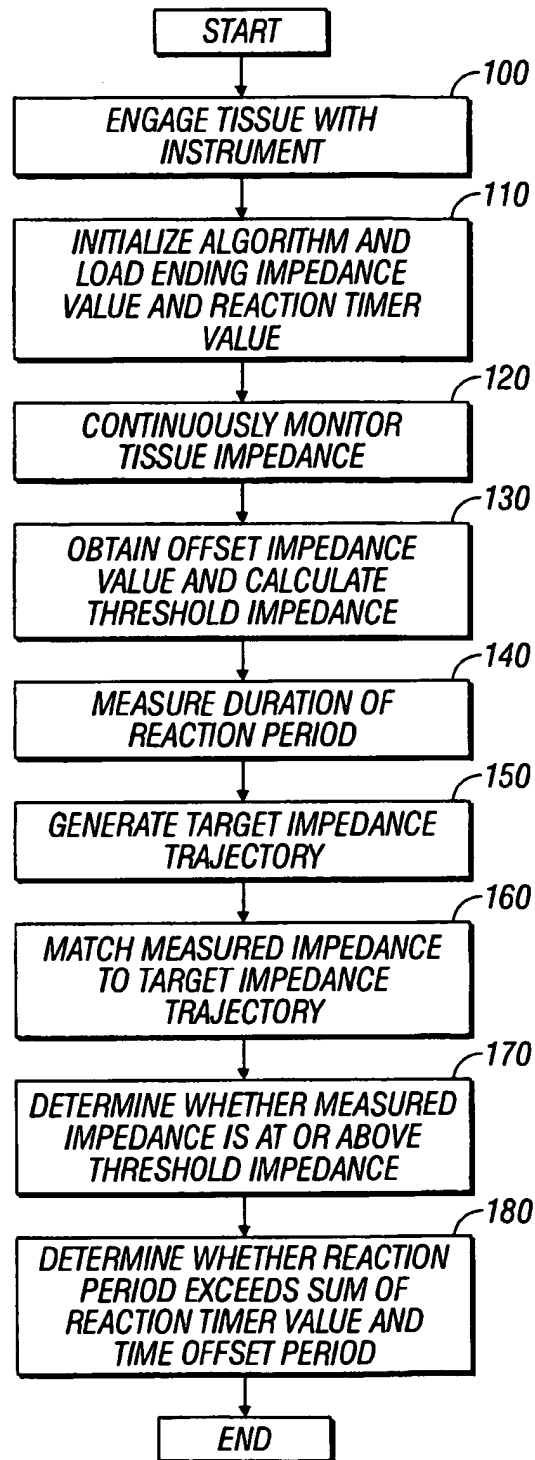 START
100
ENGAGE TISSUE WITH
INSTRUMENT
110
INITIALIZE ALGORITHM AND
LOAD ENDING IMPEDANCE
VALUE AND REACTION TIMER
VALUE
120
CONTINUOUSLY MONITOR
TISSUE IMPEDANCE
130
OBTAIN OFFSET IMPEDANCE
VALUE AND CALCULATE
THRESHOLD IMPEDANCE
140
MEASURE DURATION OF
REACTION PERIOD
150
GENERATE TARGET IMPEDANCE
TRAJECTORY
160
MATCH MEASURED IMPEDANCE
TO TARGET IMPEDANCE
TRAJECTORY
170
DETERMINE WHETHER MEASURED
IMPEDANCE IS AT OR ABOVE
THRESHOLD IMPEDANCE
180
DETERMINE WHETHER REACTION
PERIOD EXCEEDS SUM OF
REACTION TIMER VALUE AND
TIME OFFSET PERIOD
END